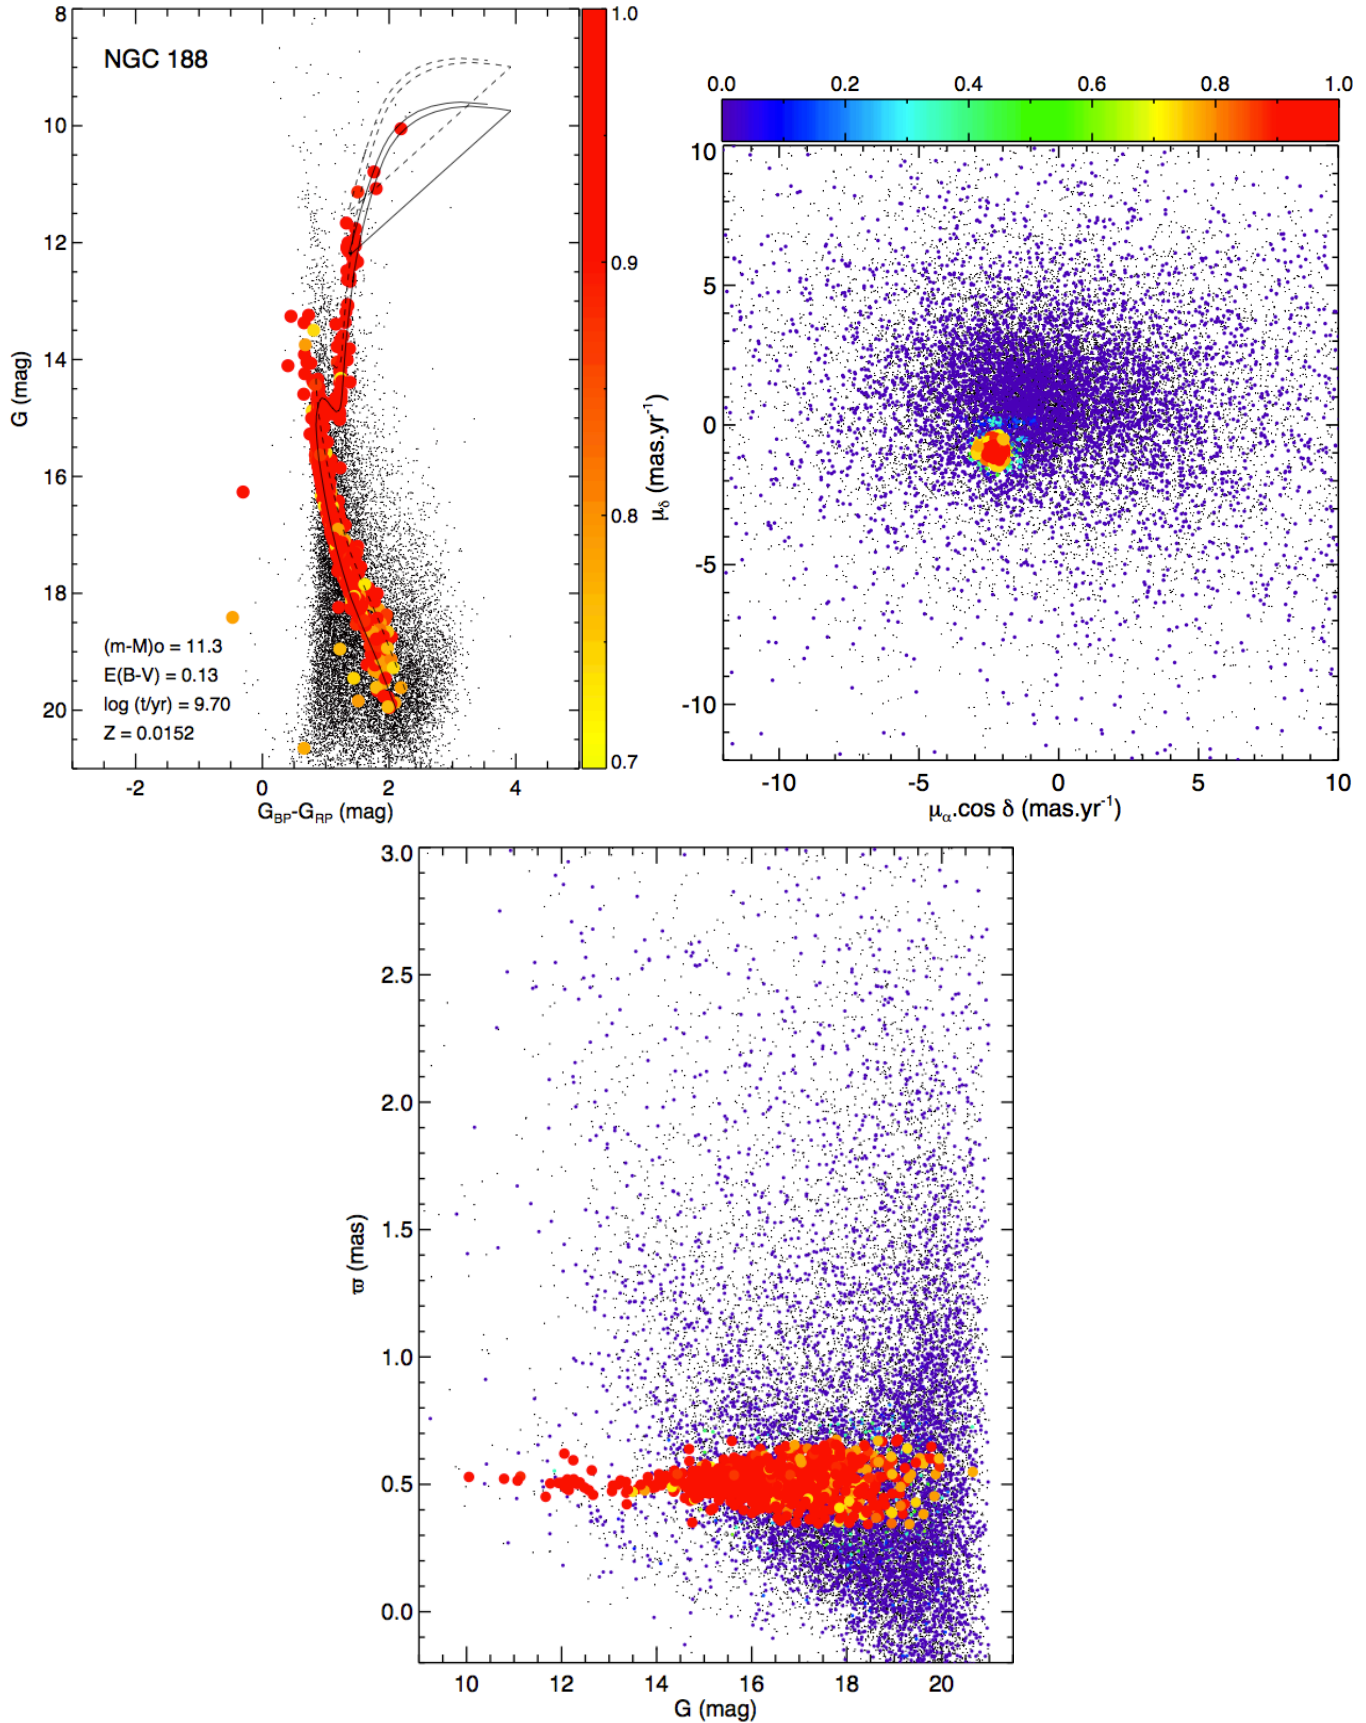 NGC 188
8
10
12
14
16
18
20
G (mag)
(m-M)o = 11.3
E(B-V) = 0.13
log (t/yr) = 9.70
Z = 0.0152
-2
0
2
4
G_BP-G_RP (mag)
1.0
0.9
0.8
0.7
0.0 0.2 0.4 0.6 0.8 1.0
10
5
0
-5
-10
μ_δ (mas.yr⁻¹)
-10 -5 0 5 10
μ_α.cos δ (mas.yr⁻¹)
3.0
2.5
2.0
1.5
1.0
0.5
0.0
ϖ (mas)
10 12 14 16 18 20
G (mag)